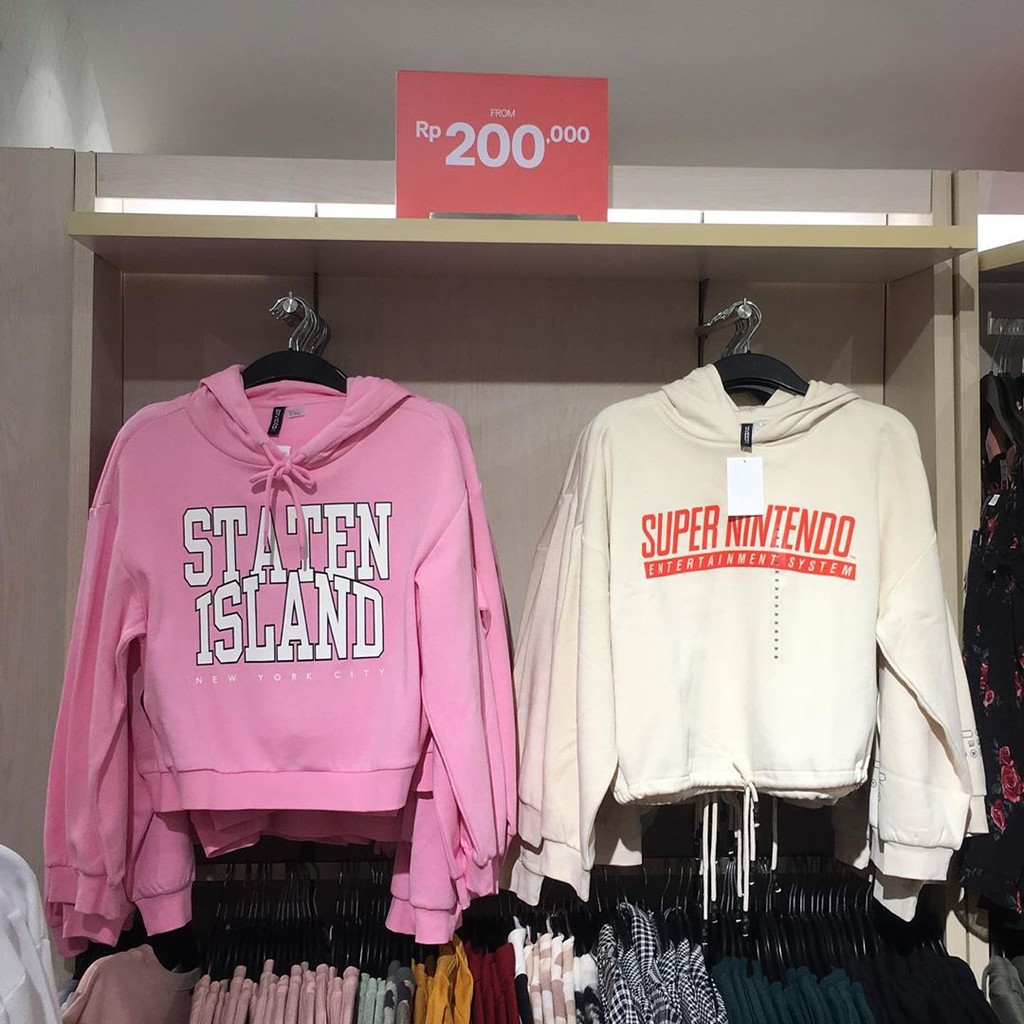 FROM
Rp 200,000
STATEN
ISLAND
NEW YORK CITY
SUPER NINTENDO
ENTERTAINMENT SYSTEM